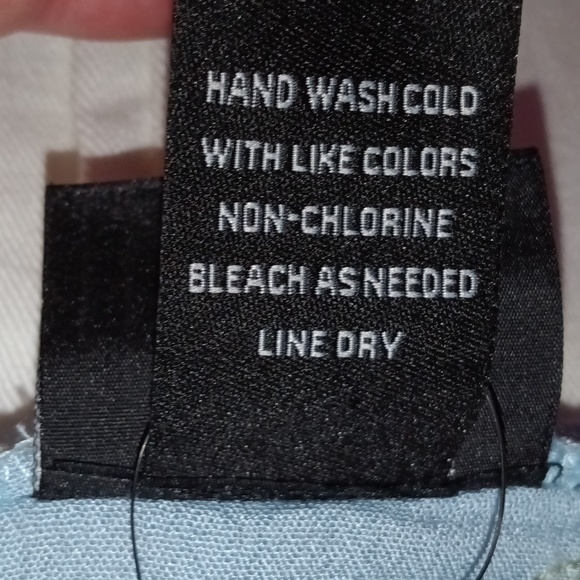 HAND WASH COLD
WITH LIKE COLORS
NON-CHLORINE
BLEACH AS NEEDED
LINE DRY